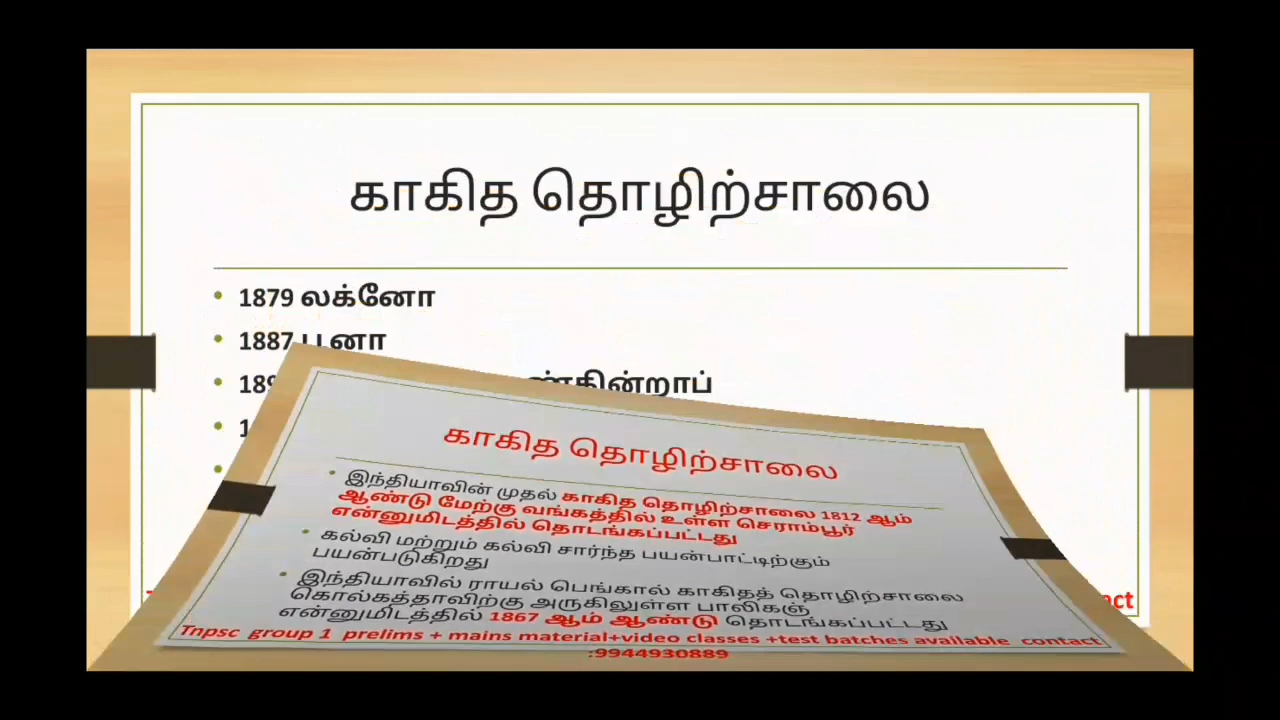 காகித தொழிற்சாலை
1879 லக்னோ
1887 பூனா
காகித தொழிற்சாலை
இந்தியாவின் முதல் காகித தொழிற்சாலை 1812 ஆம்
ஆண்டு மேற்கு வங்கத்தில் உள்ள செராம்பூர்
என்னுமிடத்தில் தொடங்கப்பட்டது
கல்வி மற்றும் கல்வி சார்ந்த பயன்பாட்டிற்கும்
பயன்படுகிறது
இந்தியாவில் ராயல் பெங்கால் காகிதத் தொழிற்சாலை
கொல்கத்தாவிற்கு அருகிலுள்ள பாலிகஞ்
என்னுமிடத்தில் 1867 ஆம் ஆண்டு தொடங்கப்பட்டது
Tnpsc group 1 prelims + mains material+video classes +test batches available contact
:9944930889